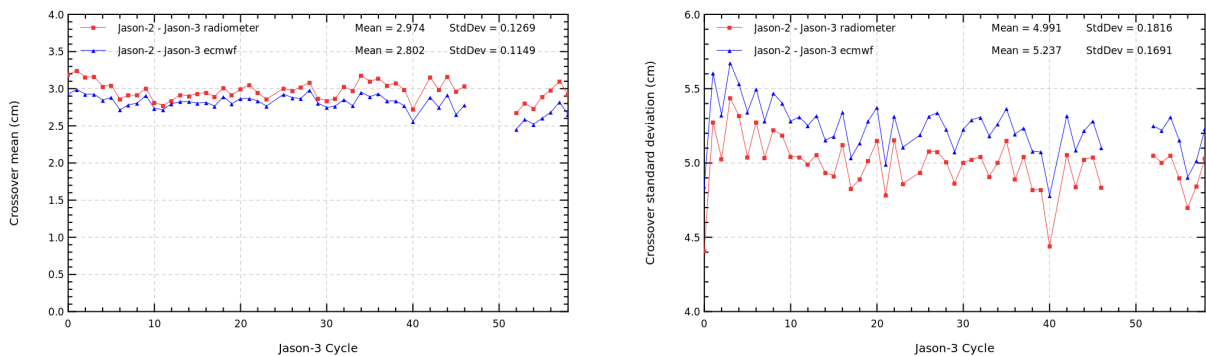 Crossover mean (cm)
4.0
3.5
3.0
2.5
2.0
1.5
1.0
0.5
0.0
Jason-2 - Jason-3 radiometer Mean = 2.974 StdDev = 0.1269
Jason-2 - Jason-3 ecmwf Mean = 2.802 StdDev = 0.1149
0 10 20 30 40 50
Jason-3 Cycle
Crossover standard deviation (cm)
6.0
5.5
5.0
4.5
4.0
Jason-2 - Jason-3 radiometer Mean = 4.991 StdDev = 0.1816
Jason-2 - Jason-3 ecmwf Mean = 5.237 StdDev = 0.1691
0 10 20 30 40 50
Jason-3 Cycle